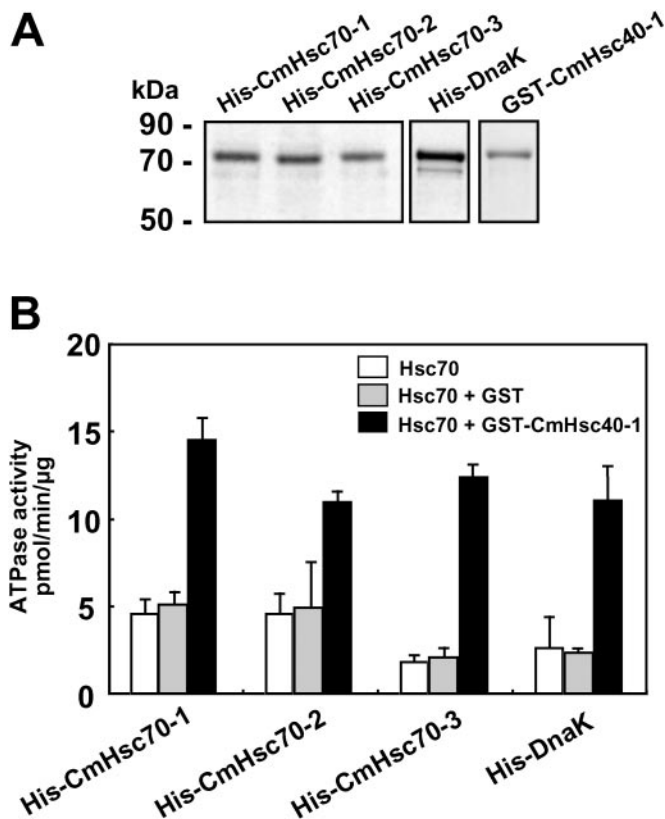 A
His-CmHsc70-1
His-CmHsc70-2
His-CmHsc70-3
His-DnaK
GST-CmHsc40-1
kDa
90 -
70 -
50 -
B
20
15
10
5
0
ATPase activity
pmol/min/µg
Hsc70
Hsc70 + GST
Hsc70 + GST-CmHsc40-1
His-CmHsc70-1
His-CmHsc70-2
His-CmHsc70-3
His-DnaK